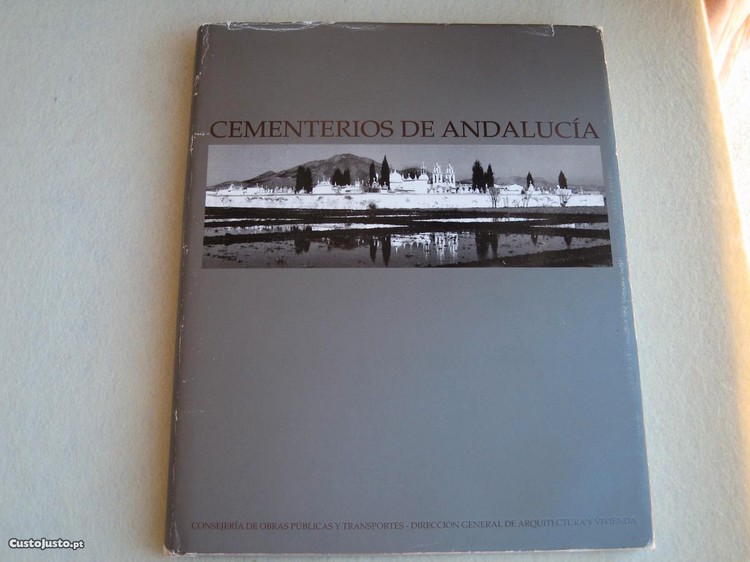 CEMENTERIOS DE ANDALUCÍA
CONSEJERÍA DE OBRAS PÚBLICAS Y TRANSPORTES - DIRECCIÓN GENERAL DE ARQUITECTURA Y VIVIENDA
CustoJusto.pt